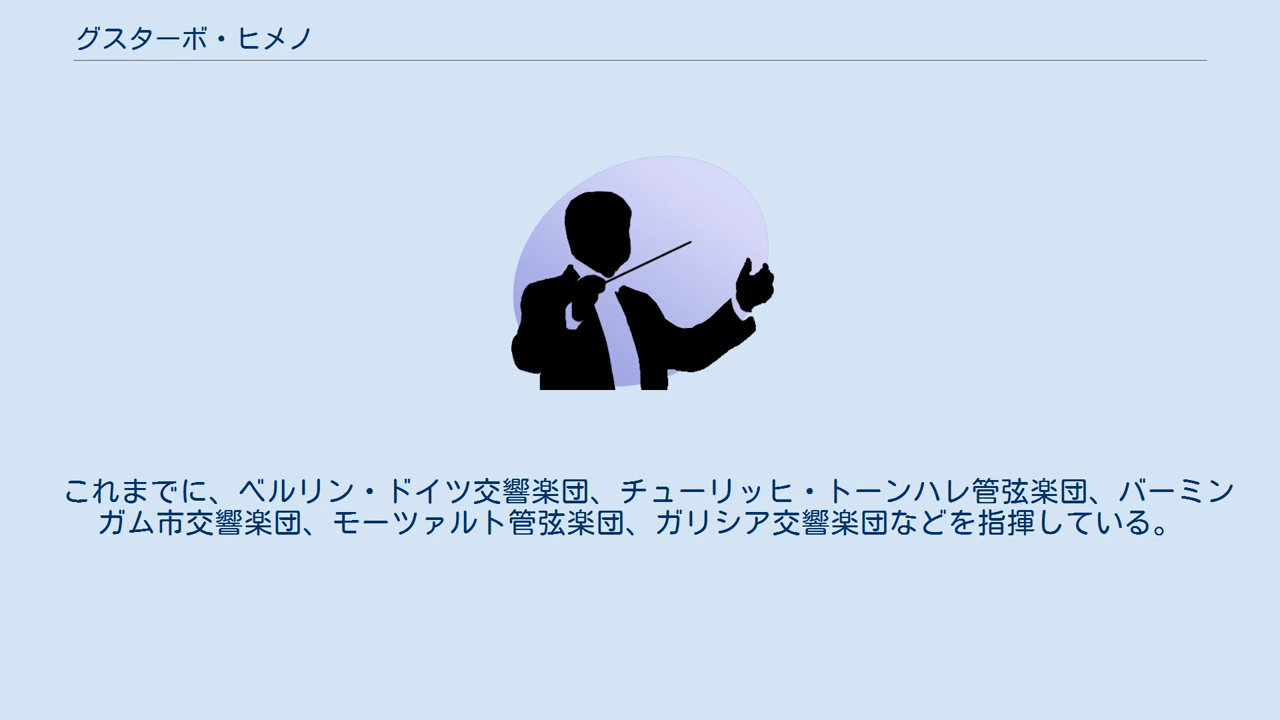 グスターボ・ヒメノ
これまでに、ベルリン・ドイツ交響楽団、チューリッヒ・トーンハレ管弦楽団、バーミン
ガム市交響楽団、モーツァルト管弦楽団、ガリシア交響楽団などを指揮している。